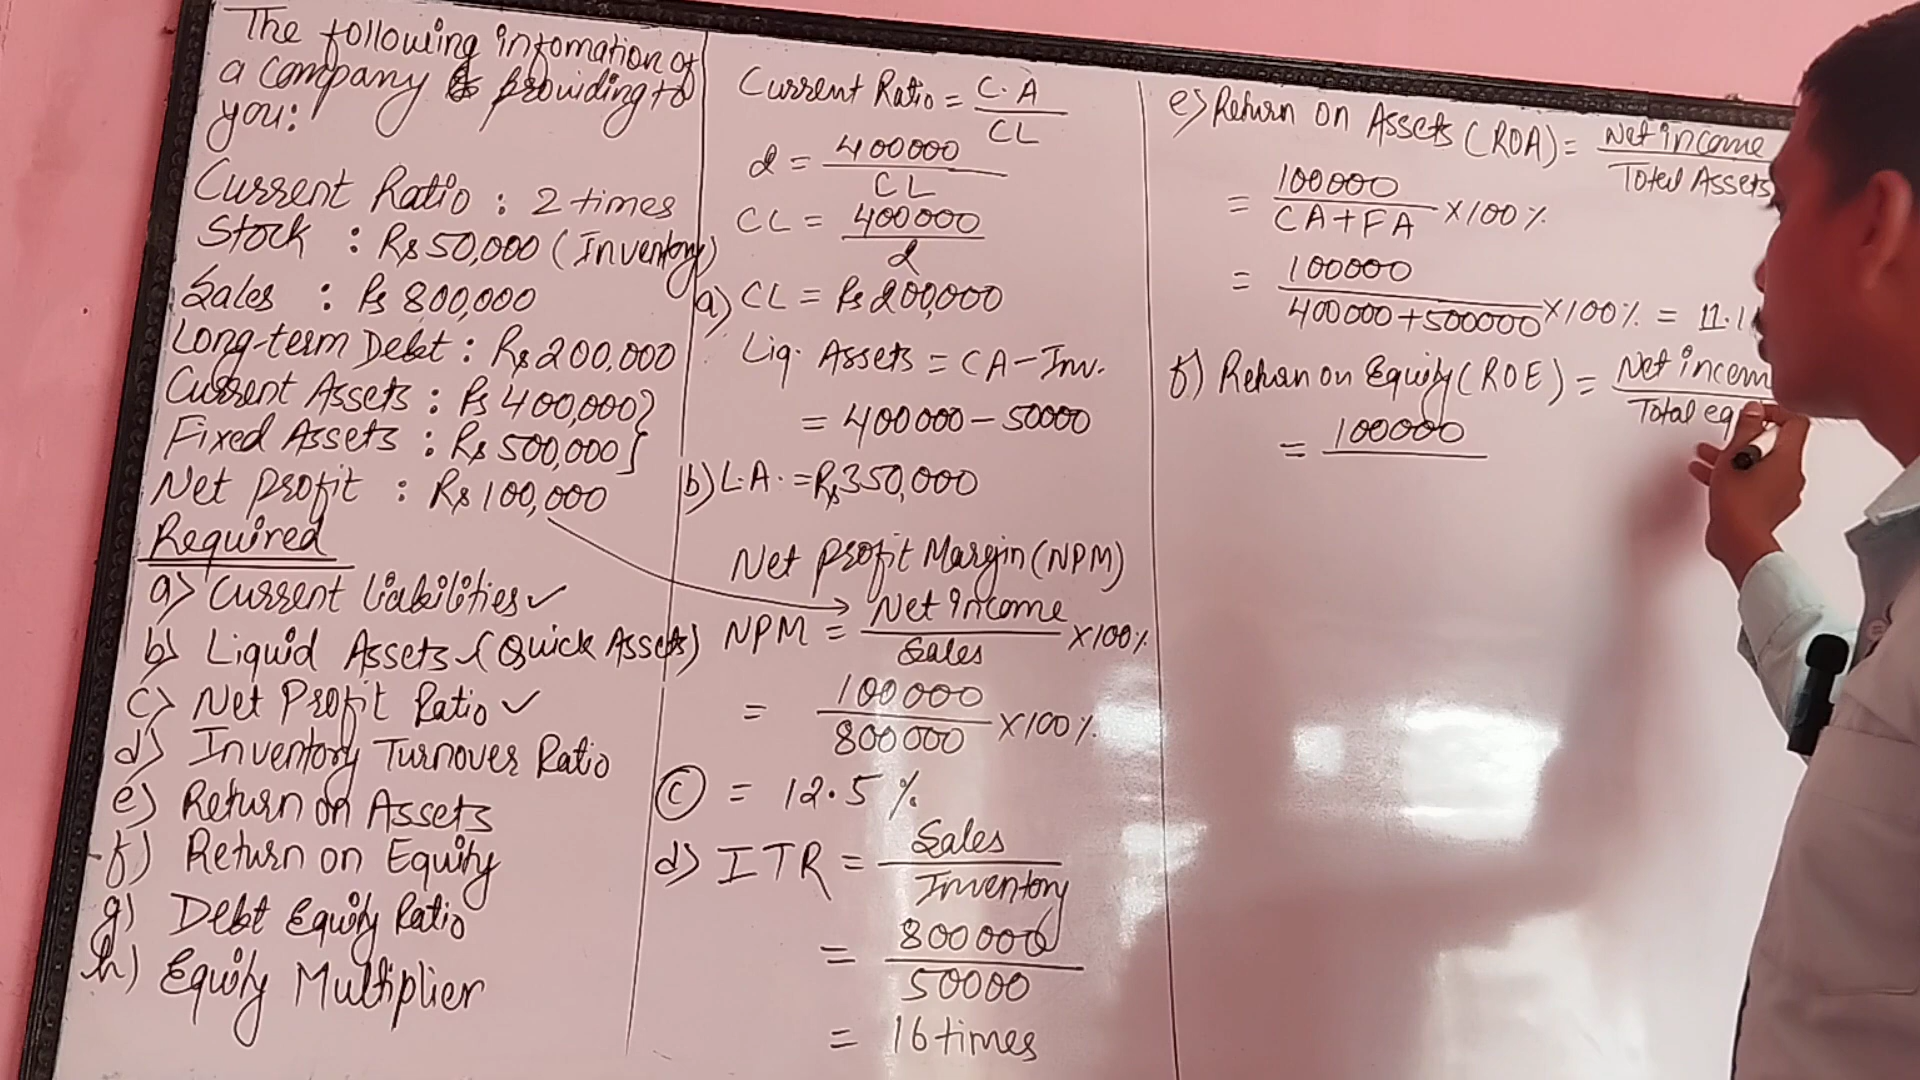 The following infomation of
a company is providing to
you:
Current Ratio : 2 times
Stock : Rs 50,000 (Inventory)
Sales : Rs 800,000
Long-term Debt : Rs 200,000
Current Assets : Rs 400,000}
Fixed Assets : Rs 500,000}
Net profit : Rs 100,000
Required
a) Current Liabilities ✓
b) Liquid Assets ✓ (Quick Assets)
c) Net Profit Ratio ✓
d) Inventory Turnover Ratio
e) Return on Assets
f) Return on Equity
g) Debt Equity Ratio
h) Equity Multiplier
Current Ratio = C.A
CL
2 = 400000
CL
CL = 400000
2
a) CL = Rs 200,000
Liq. Assets = CA - Inv.
= 400000 - 50000
b) L.A. = Rs 350,000
Net Profit Margin (NPM)
NPM = Net Income
Sales × 100%
= 100000
800000 × 100%
(c) = 12.5 %
d) ITR = Sales
Inventory
= 800000
50000
= 16 times
e) Return on Assets (ROA) = Net income
Total Assets
= 100000
CA + FA × 100%
= 100000
400000 + 500000 × 100% = 11.1
f) Return on Equity (ROE) = Net incom
Total eq
= 100000